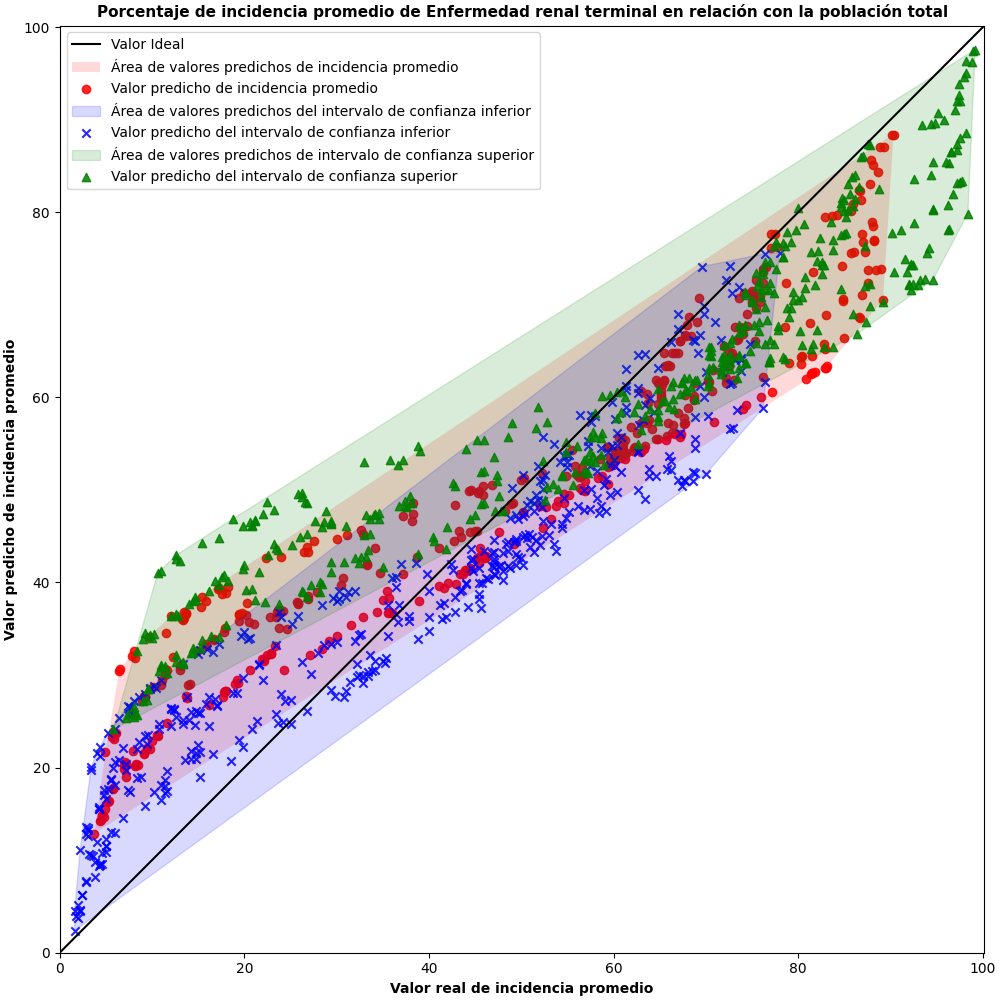 Porcentaje de incidencia promedio de Enfermedad renal terminal en relación con la población total
Valor Ideal
Área de valores predichos de incidencia promedio
Valor predicho de incidencia promedio
Área de valores predichos del intervalo de confianza inferior
Valor predicho del intervalo de confianza inferior
Área de valores predichos de intervalo de confianza superior
Valor predicho del intervalo de confianza superior
Valor predicho de incidencia promedio
100
80
60
40
20
0
0 20 40 60 80 100
Valor real de incidencia promedio